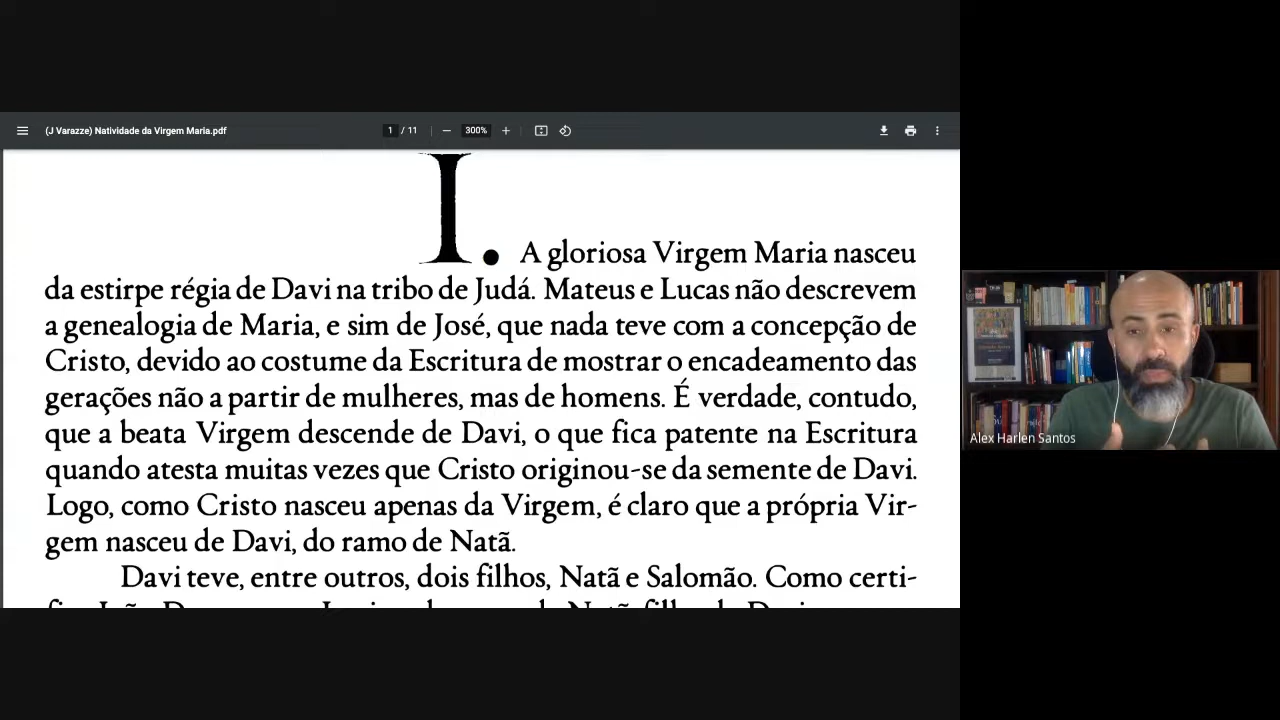 (J Varazze) Natividade da Virgem Maria.pdf
1 / 11
300%
I. A gloriosa Virgem Maria nasceu
da estirpe régia de Davi na tribo de Judá. Mateus e Lucas não descrevem
a genealogia de Maria, e sim de José, que nada teve com a concepção de
Cristo, devido ao costume da Escritura de mostrar o encadeamento das
gerações não a partir de mulheres, mas de homens. É verdade, contudo,
que a beata Virgem descende de Davi, o que fica patente na Escritura
quando atesta muitas vezes que Cristo originou-se da semente de Davi.
Logo, como Cristo nasceu apenas da Virgem, é claro que a própria Vir-
gem nasceu de Davi, do ramo de Natã.
Davi teve, entre outros, dois filhos, Natã e Salomão. Como certi-
Alex Harlen Santos